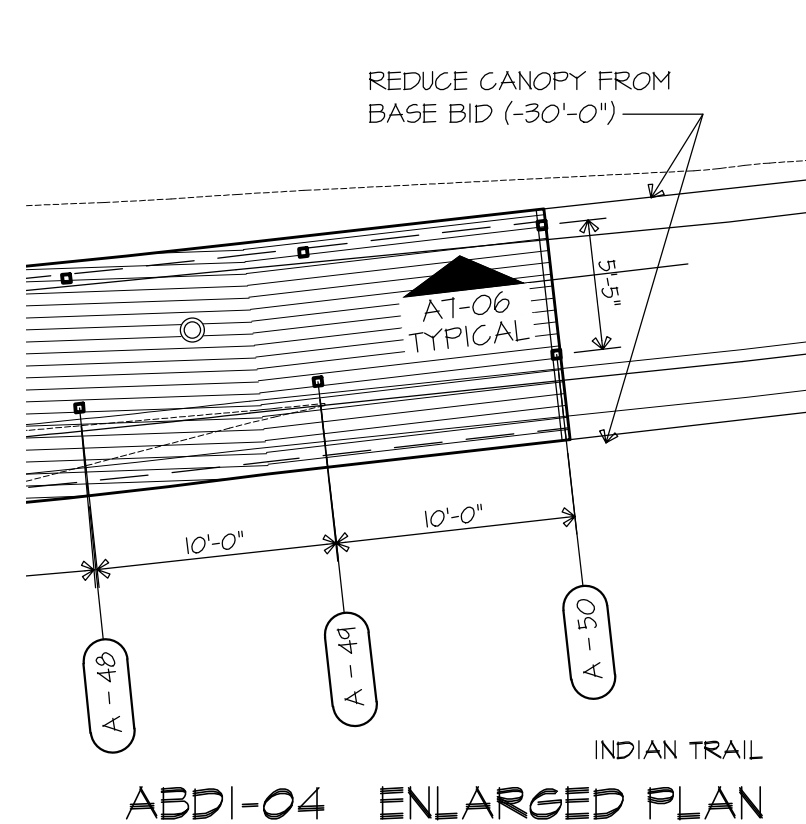 REDUCE CANOPY FROM
BASE BID (-30'-0")
5'-5"
A7-06
TYPICAL
10'-0"
10'-0"
A - 48
A - 49
A - 50
INDIAN TRAIL
ABDI-04 ENLARGED PLAN